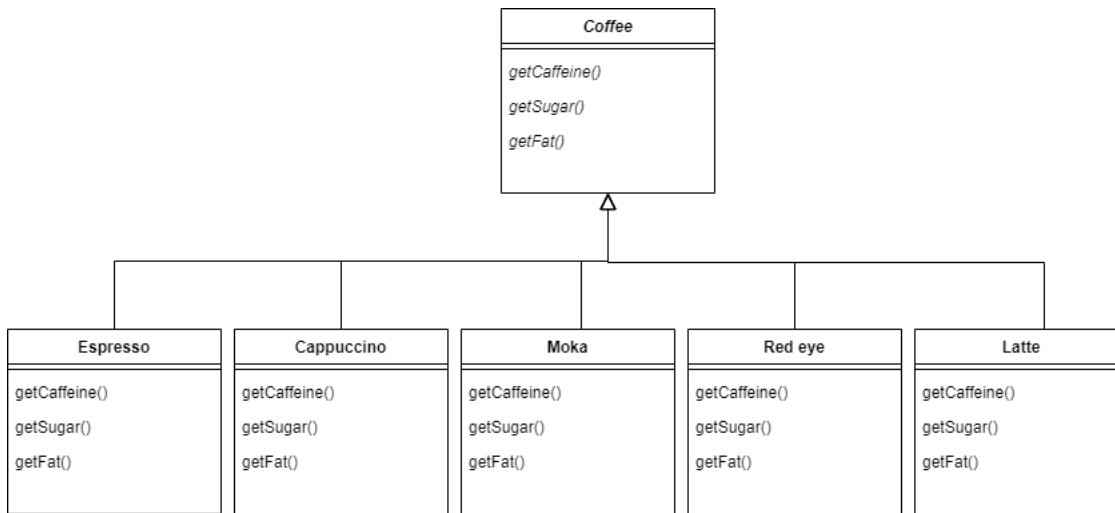 Coffee
getCaffeine()
getSugar()
getFat()
Espresso
getCaffeine()
getSugar()
getFat()
Cappuccino
getCaffeine()
getSugar()
getFat()
Moka
getCaffeine()
getSugar()
getFat()
Red eye
getCaffeine()
getSugar()
getFat()
Latte
getCaffeine()
getSugar()
getFat()